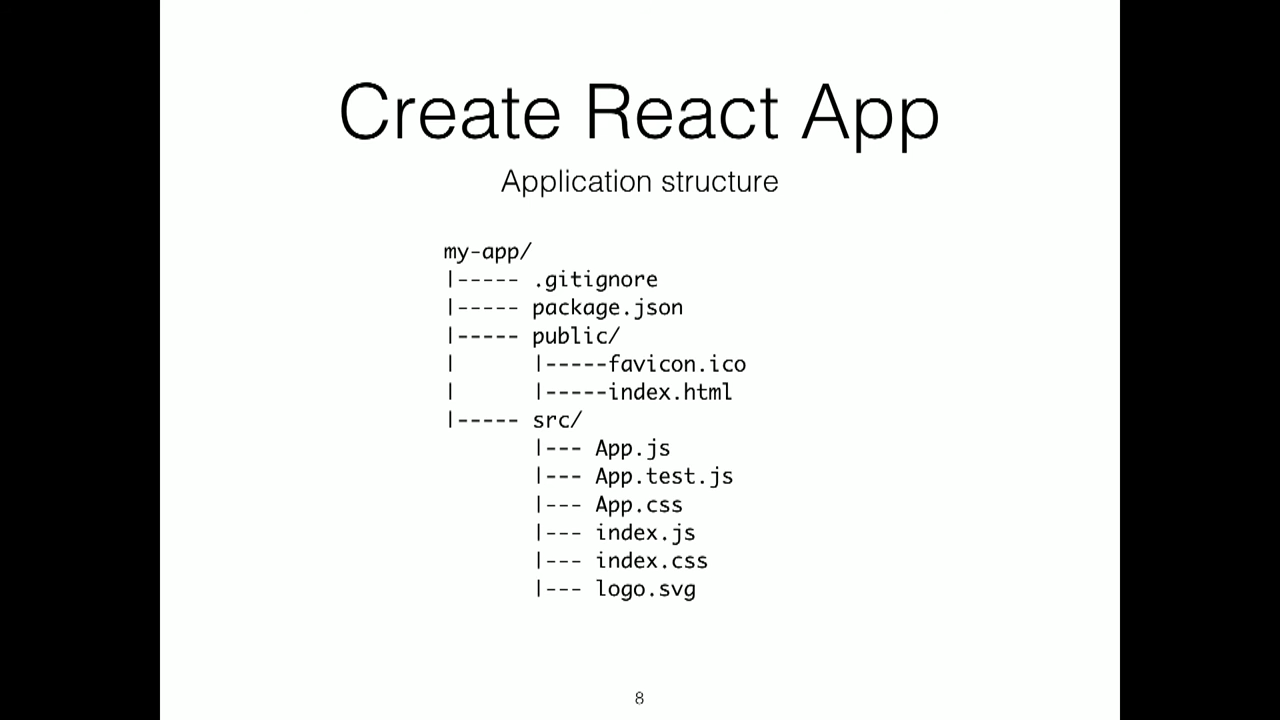 Create React App
Application structure
my-app/
|----- .gitignore
|----- package.json
|----- public/
|      |-----favicon.ico
|      |-----index.html
|----- src/
       |--- App.js
       |--- App.test.js
       |--- App.css
       |--- index.js
       |--- index.css
       |--- logo.svg
8